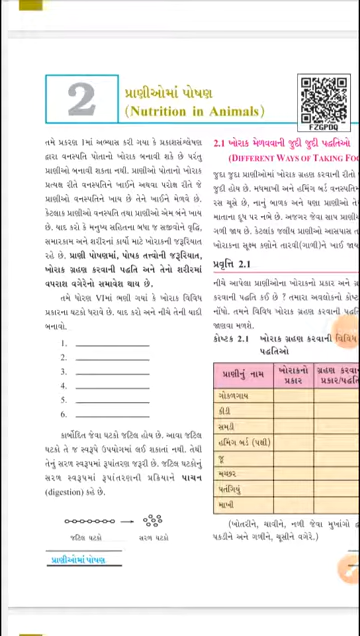 2
પ્રાણીઓમાં પોષણ
(Nutrition in Animals)
FZGPDQ
તમે પ્રકરણ 1માં અભ્યાસ કરી ગયા કે પ્રકાશસંશ્લેષણ
દ્વારા વનસ્પતિ પોતાનો ખોરાક બનાવી શકે છે પરંતુ
પ્રાણીઓ બનાવી શકતા નથી. પ્રાણીઓ પોતાનો ખોરાક
પ્રત્યક્ષ રીતે વનસ્પતિને ખાઈને અથવા પરોક્ષ રીતે જે
પ્રાણીઓ વનસ્પતિને ખાય છે તેને ખાઈને મેળવે છે.
કેટલાક પ્રાણીઓ વનસ્પતિ તથા પ્રાણીઓ એમ બંને ખાય
છે. યાદ કરો કે મનુષ્ય સહિતના બધા જ સજીવોને વૃદ્ધિ,
સમારકામ અને શરીરનાં કાર્યો માટે ખોરાકની જરૂરિયાત
રહે છે. પ્રાણી પોષણમાં, પોષક તત્ત્વોની જરૂરિયાત,
ખોરાક ગ્રહણ કરવાની પદ્ધતિ અને તેનો શરીરમાં
વપરાશ વગેરેનો સમાવેશ થાય છે.
તમે ધોરણ VIમાં ભણી ગયાં કે ખોરાક વિવિધ
પ્રકારના ઘટકો ધરાવે છે. યાદ કરો અને નીચે તેની યાદી
બનાવો.
1.
2.
3.
4.
5.
6.
કાર્બોદિત જેવા ઘટકો જટિલ હોય છે. આવા જટિલ
ઘટકો તે જ સ્વરૂપે ઉપયોગમાં લઈ શકાતાં નથી. તેથી
તેનું સરળ સ્વરૂપમાં રૂપાંતરણ જરૂરી છે. જટિલ ઘટકોનું
સરળ સ્વરૂપમાં રૂપાંતરણની પ્રક્રિયાને પાચન
(digestion) કહે છે.
જટિલ ઘટકો સરળ ઘટકો
પ્રાણીઓમાં પોષણ
2.1 ખોરાક મેળવવાની જુદી જુદી પદ્ધતિઓ
(DIFFERENT WAYS OF TAKING FO
જુદા જુદા પ્રાણીઓમાં ખોરાક ગ્રહણ કરવાની રીતો
જુદી હોય છે. મધમાખી અને હમિંગ બર્ડ વનસ્પતિન
રસ ચૂસે છે, નાનું બાળક અને ઘણા પ્રાણીઓ તે
માતાના દૂધ પર નભે છે. અજગર જેવા સાપ પ્રાણીન
ગળી જાય છે. કેટલાંક જલીય પ્રાણીઓ આસપાસ ત
ખોરાકના સૂક્ષ્મ કણોને તારવી(ગાળી)ને ખાઈ જાય
પ્રવૃત્તિ 2.1
નીચે આપેલા પ્રાણીઓના ખોરાકનો પ્રકાર અને ગ્ર
કરવાની પદ્ધતિ કઈ છે ? તમારા અવલોકનો કોષ્ટ
નોંધો. તમને વિવિધ ખોરાક ગ્રહણ કરવાની પદ્ધતિ
જાણવા મળશે.
કોષ્ટક 2.1 ખોરાક ગ્રહણ કરવાની વિવિધ
પદ્ધતિઓ
પ્રાણીનું નામ ખોરાકનો પ્રકાર ગ્રહણ કરવા પ્રકાર/પદ્ધતિ
ગોકળગાય
કીડી
સમડી
હમિંગ બર્ડ (પક્ષી)
જૂ
મચ્છર
પતંગિયું
માખી
(ખોતરીને, ચાવીને, નળી જેવા મુખાંગો દ્વ
પકડીને અને ગળીને, ચૂસીને વગેરે.)